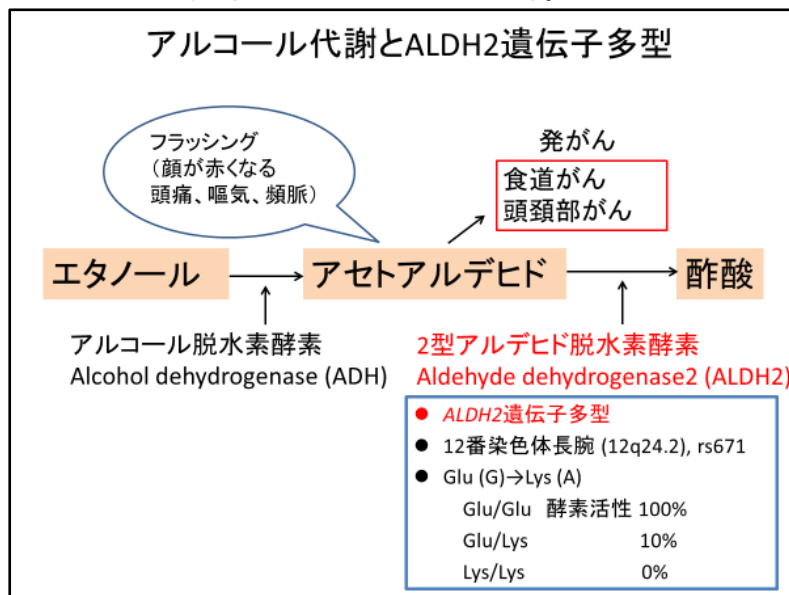 アルコール代謝とALDH2遺伝子多型
フラッシング
（顔が赤くなる
頭痛、嘔気、頻脈）
発がん
食道がん
頭頚部がん
エタノール
アセトアルデヒド
酢酸
アルコール脱水素酵素
Alcohol dehydrogenase (ADH)
2型アルデヒド脱水素酵素
Aldehyde dehydrogenase2 (ALDH2)
● ALDH2遺伝子多型
● 12番染色体長腕 (12q24.2), rs671
● Glu (G)→Lys (A)
Glu/Glu 酵素活性 100%
Glu/Lys 10%
Lys/Lys 0%